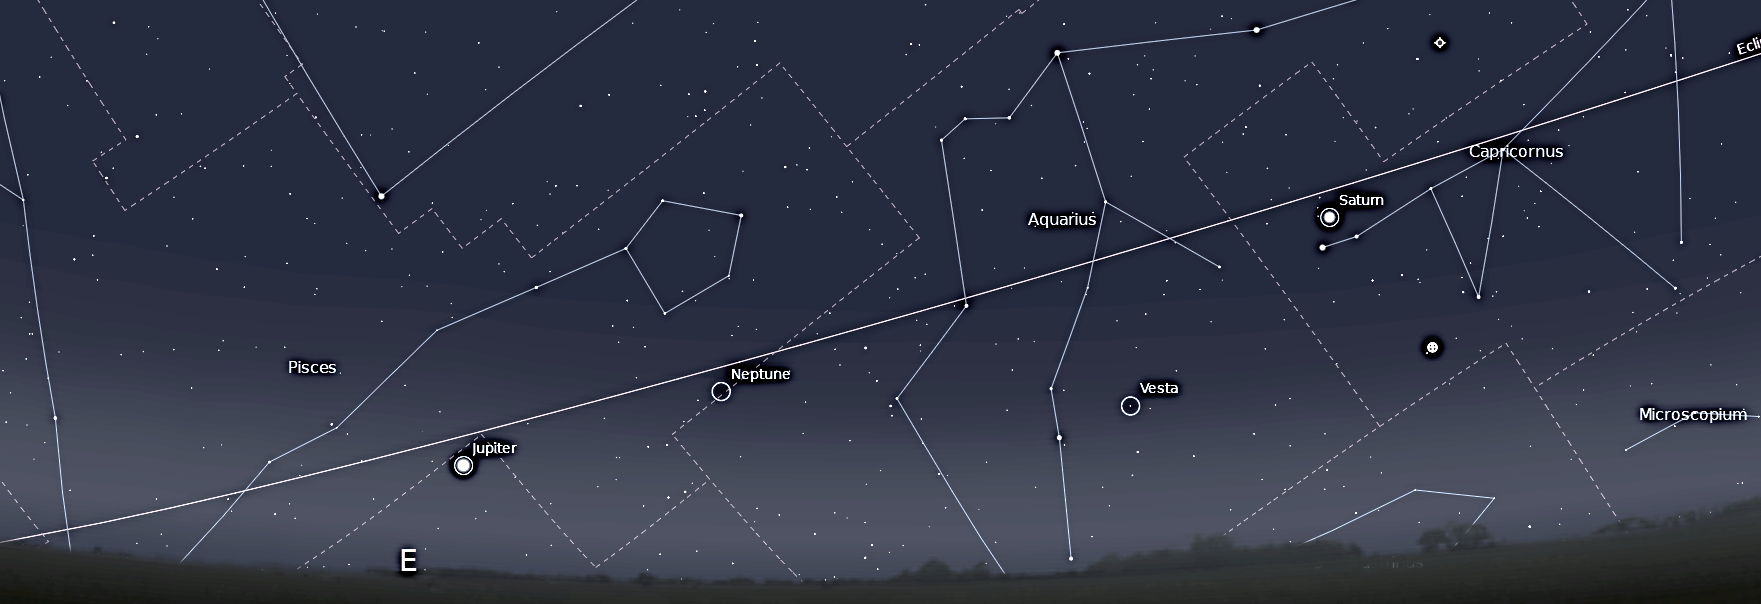 Ecli
Capricornus
Saturn
Aquarius
Pisces
Neptune
Vesta
Microscopium
Jupiter
E